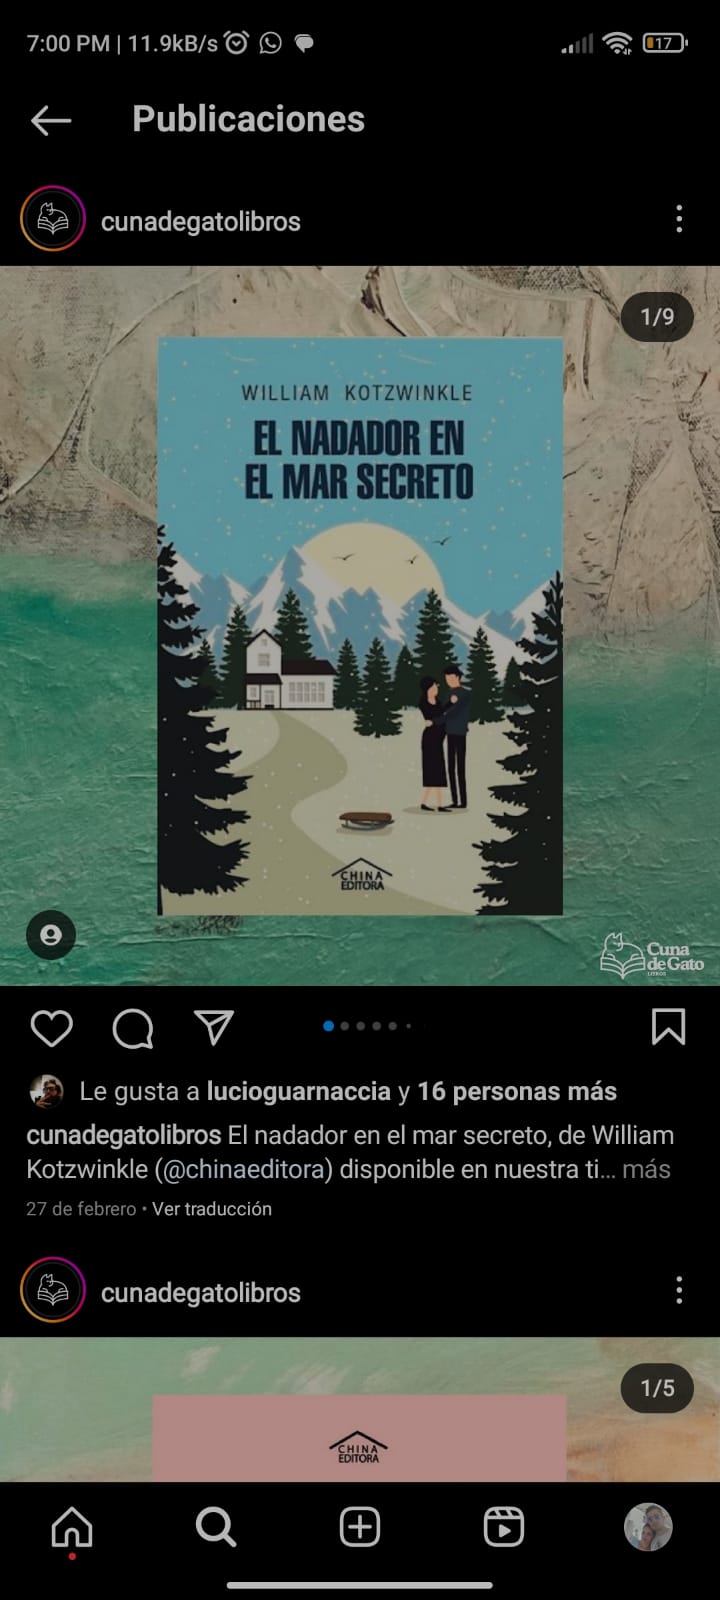 7:00 PM | 11.9kB/s
17
Publicaciones
cunadegatolibros
1/9
WILLIAM KOTZWINKLE
EL NADADOR EN
EL MAR SECRETO
CHINA
EDITORA
Cuna
de Gato
LIBROS
Le gusta a lucioguarnaccia y 16 personas más
cunadegatolibros El nadador en el mar secreto, de William
Kotzwinkle (@chinaeditora) disponible en nuestra ti... más
27 de febrero • Ver traducción
cunadegatolibros
1/5
CHINA
EDITORA